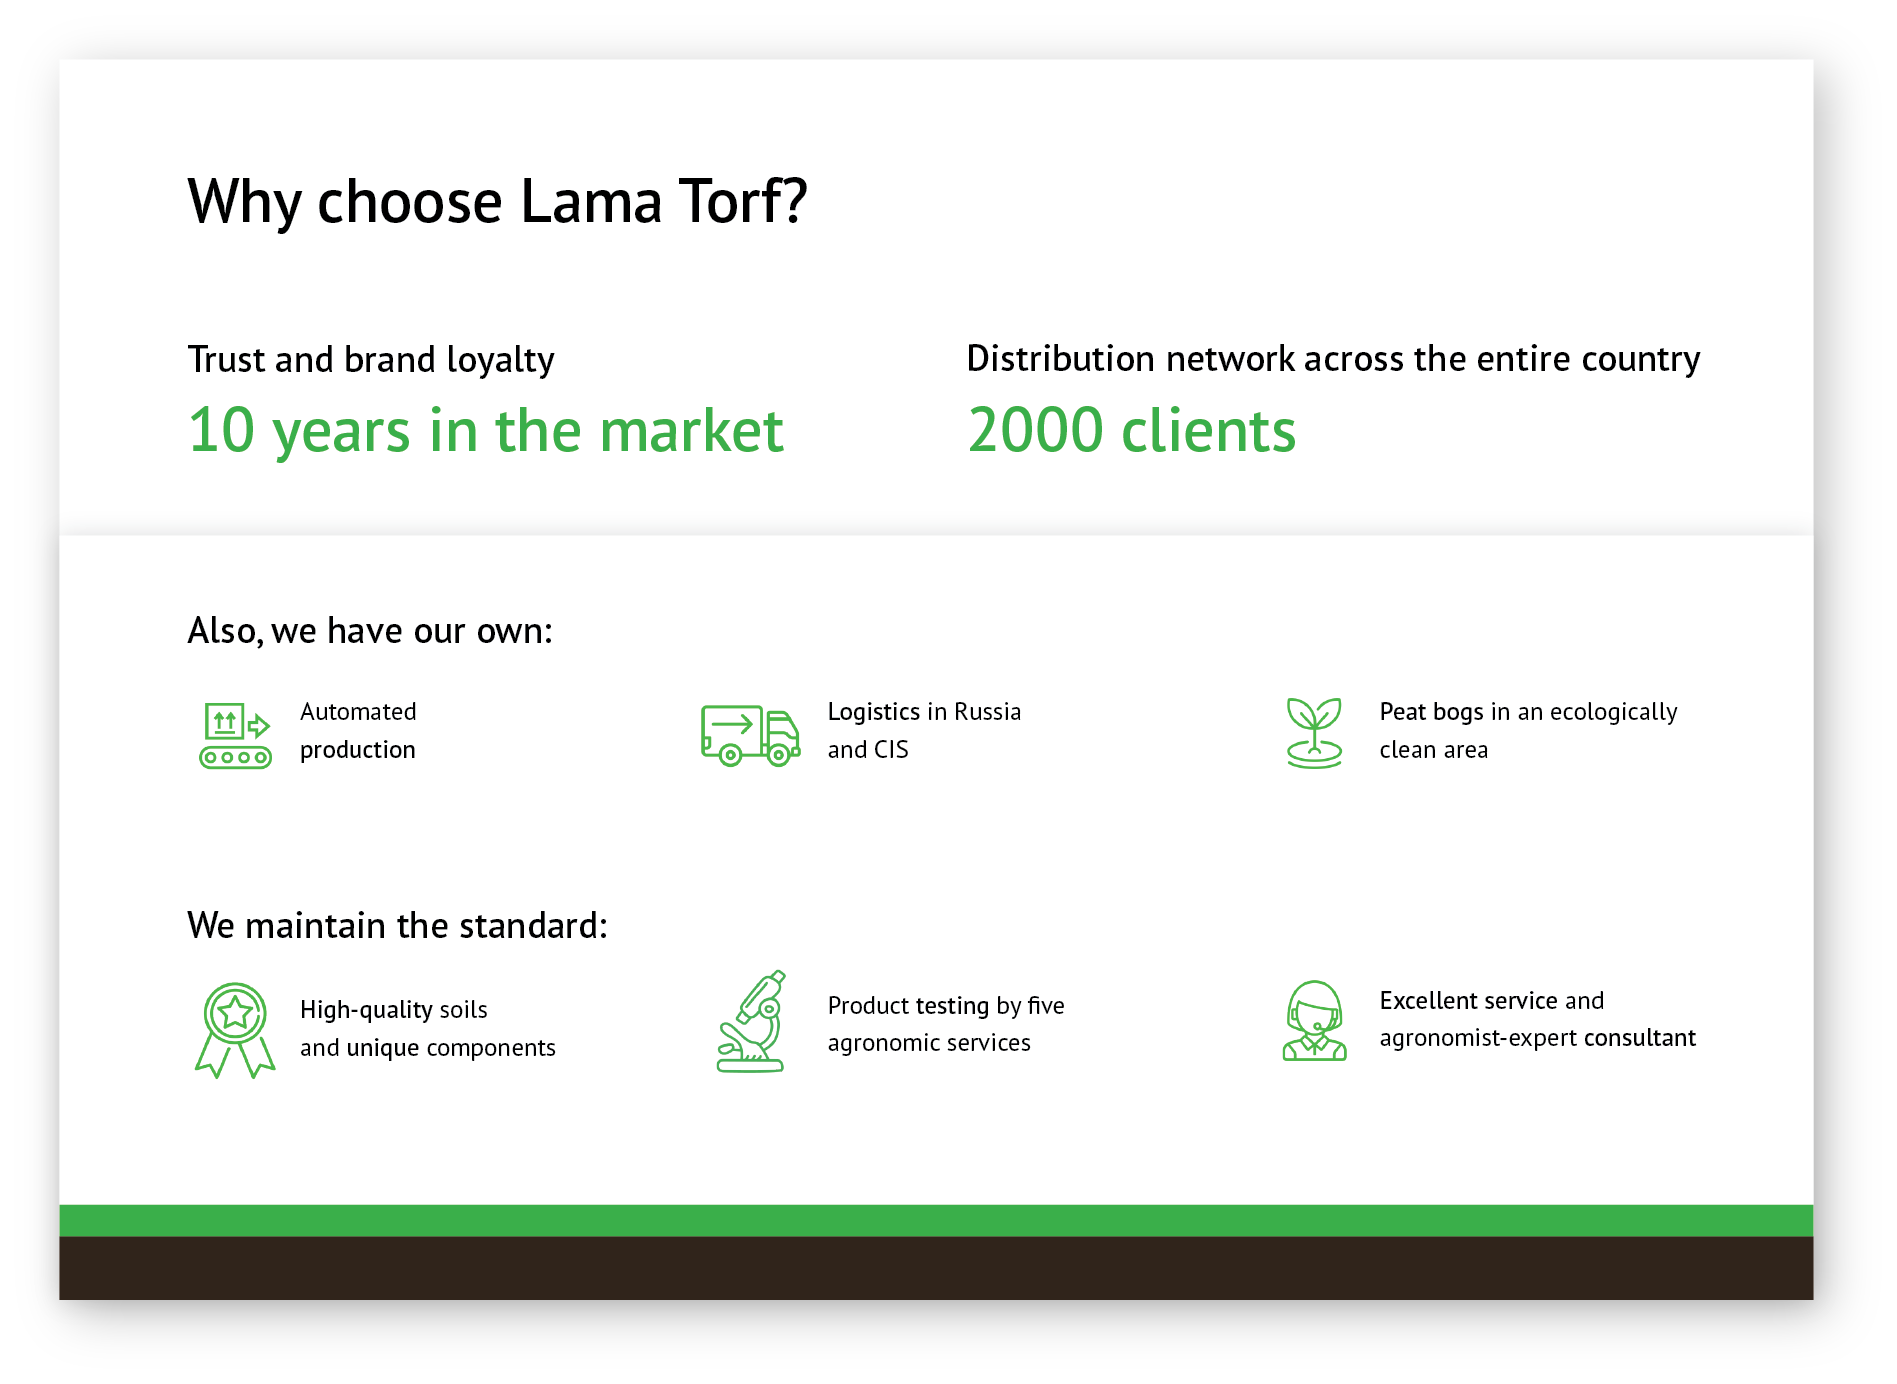 Why choose Lama Torf?
Trust and brand loyalty
10 years in the market
Distribution network across the entire country
2000 clients
Also, we have our own:
Automated
production
Logistics in Russia
and CIS
Peat bogs in an ecologically
clean area
We maintain the standard:
High-quality soils
and unique components
Product testing by five
agronomic services
Excellent service and
agronomist-expert consultant